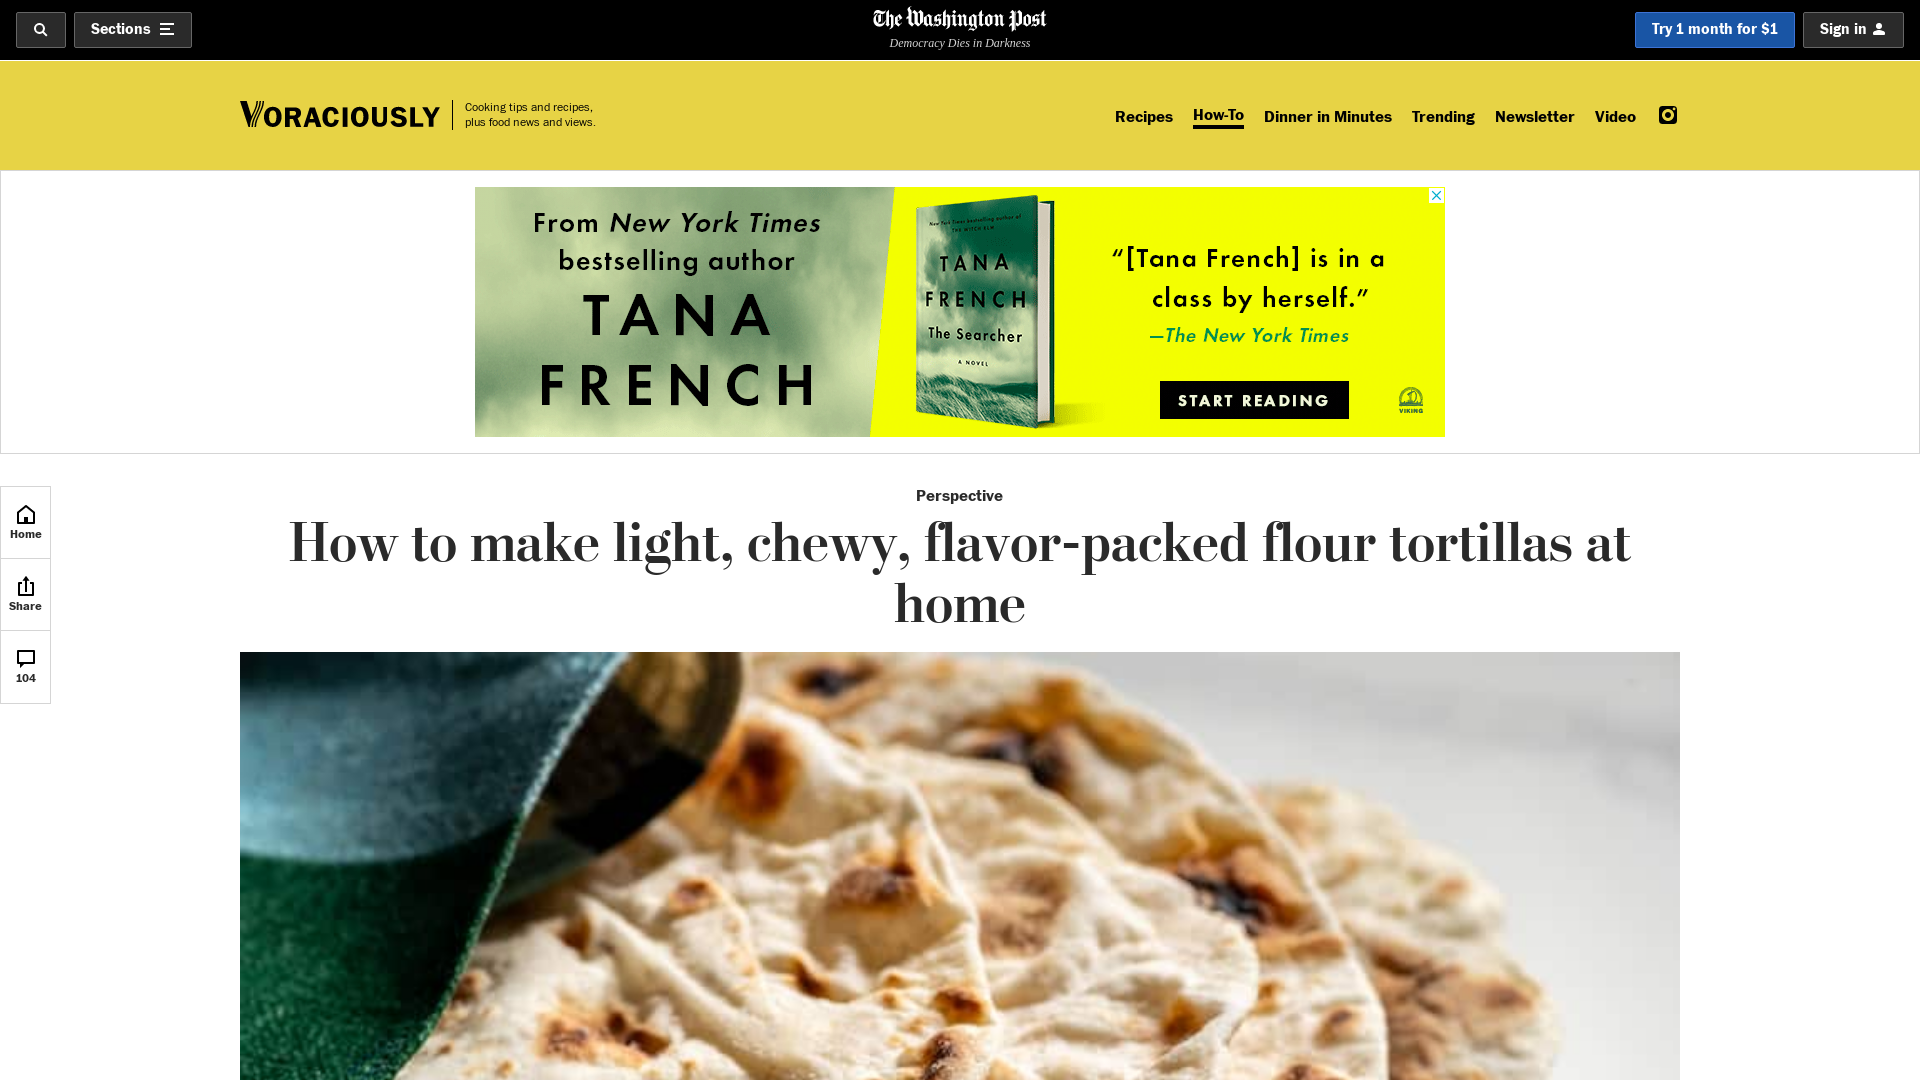 Sections
The Washington Post
Democracy Dies in Darkness
Try 1 month for $1
Sign in
VORACIOUSLY
Cooking tips and recipes,
plus food news and views.
Recipes
How-To
Dinner in Minutes
Trending
Newsletter
Video
From New York Times
bestselling author
TANA
FRENCH
New York Times bestselling author of
THE WITCH ELM
TANA
FRENCH
The Searcher
A NOVEL
“[Tana French] is in a
class by herself.”
—The New York Times
START READING
VIKING
Home
Share
104
Perspective
How to make light, chewy, flavor-packed flour tortillas at
home